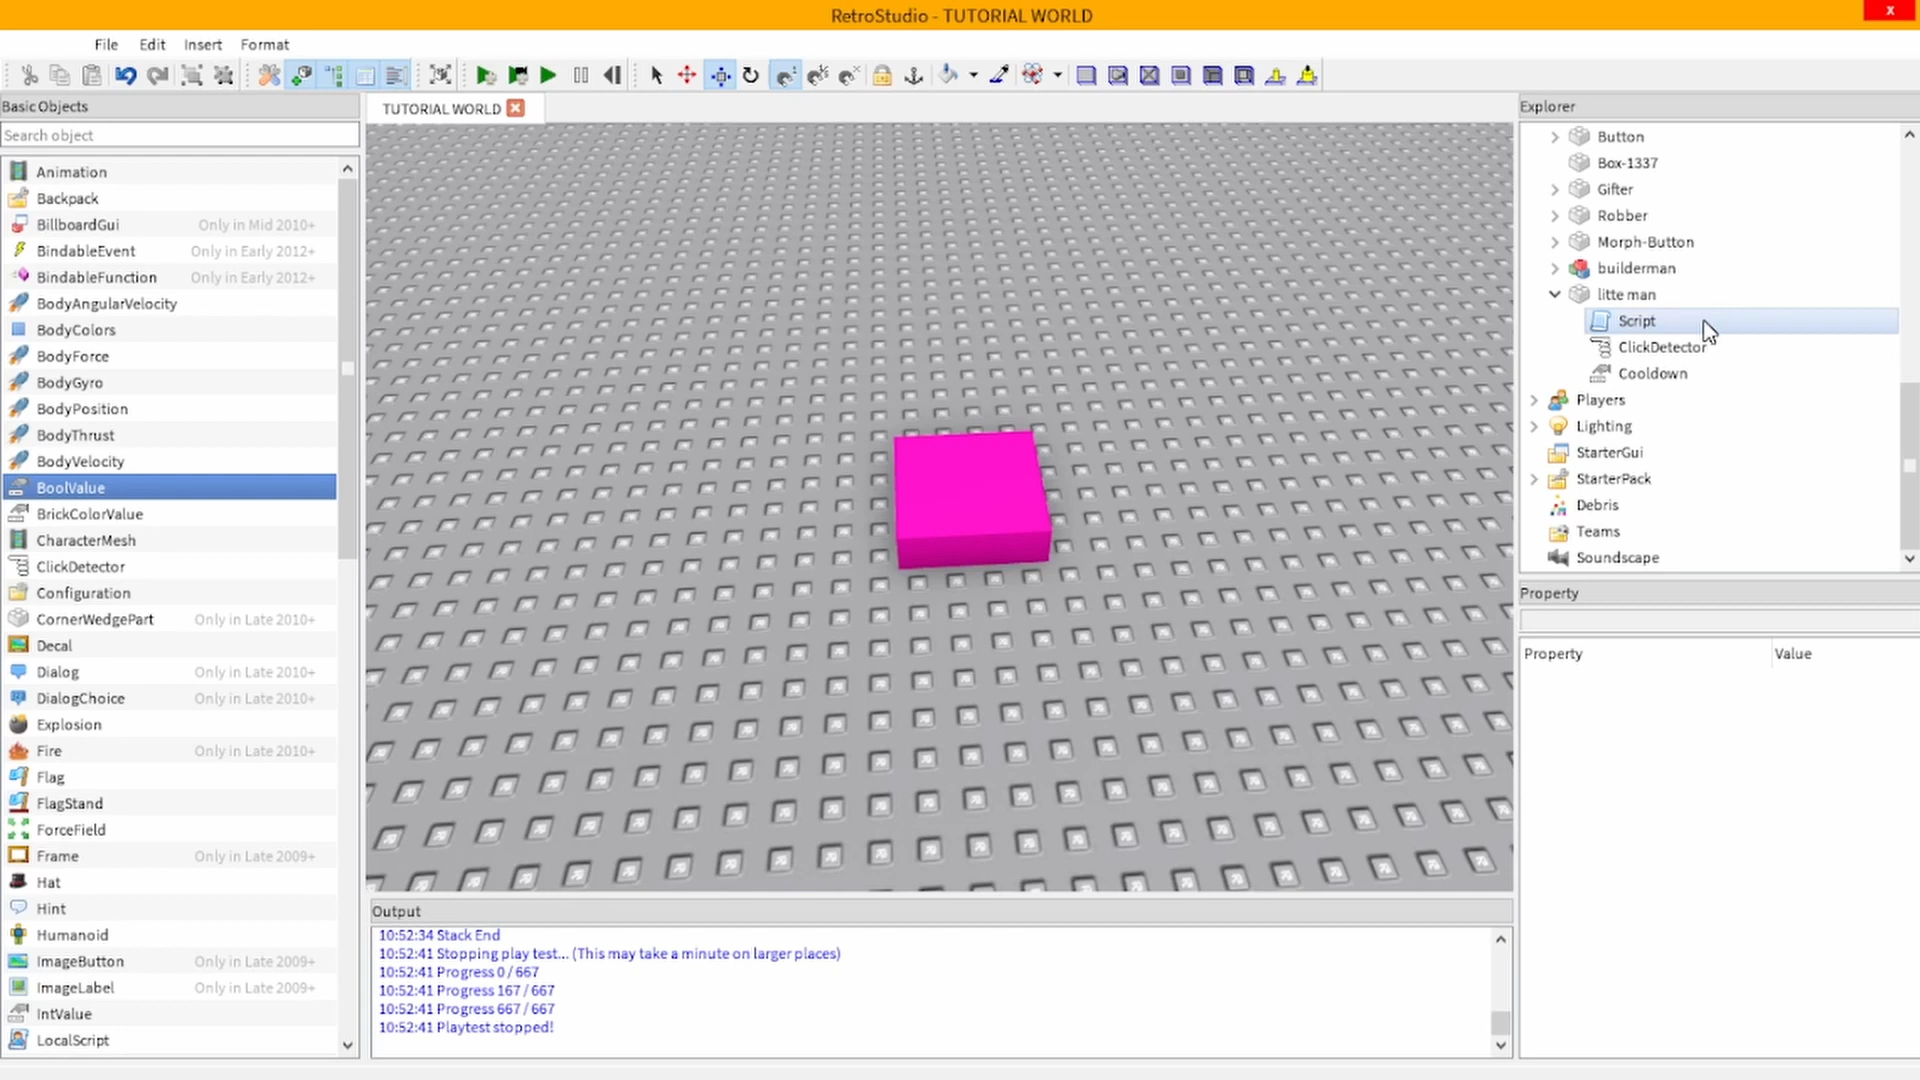 RetroStudio - TUTORIAL WORLD
x
File Edit Insert Format
Basic Objects
Search object
Animation
Backpack
BillboardGui Only in Mid 2010+
BindableEvent Only in Early 2012+
BindableFunction Only in Early 2012+
BodyAngularVelocity
BodyColors
BodyForce
BodyGyro
BodyPosition
BodyThrust
BodyVelocity
BoolValue
BrickColorValue
CharacterMesh
ClickDetector
Configuration
CornerWedgePart Only in Late 2010+
Decal
Dialog Only in Late 2010+
DialogChoice Only in Late 2010+
Explosion
Fire Only in Late 2010+
Flag
FlagStand
ForceField
Frame Only in Late 2009+
Hat
Hint
Humanoid
ImageButton Only in Late 2009+
ImageLabel Only in Late 2009+
IntValue
LocalScript
TUTORIAL WORLD
Output
10:52:34 Stack End
10:52:41 Stopping play test... (This may take a minute on larger places)
10:52:41 Progress 0 / 667
10:52:41 Progress 167 / 667
10:52:41 Progress 667 / 667
10:52:41 Playtest stopped!
Explorer
Button
Box-1337
Gifter
Robber
Morph-Button
builderman
litte man
Script
ClickDetector
Cooldown
Players
Lighting
StarterGui
StarterPack
Debris
Teams
Soundscape
Property
Property Value